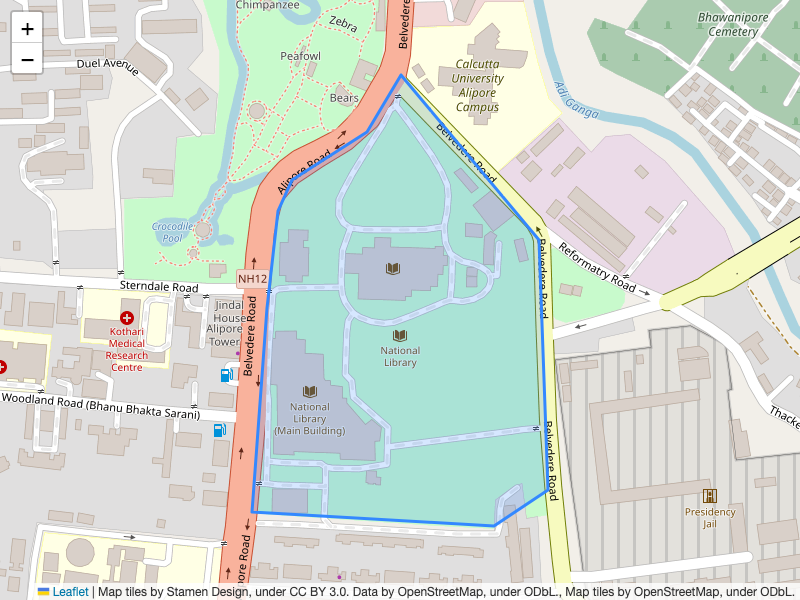 +
−
Chimpanzee
Zebra
Peafowl
Bears
Duel Avenue
Belvedere
Calcutta
University
Alipore
Campus
Bhawanipore
Cemetery
Adi Ganga
Belvedere Road
Alipore Road
Crocodile
Pool
Sterndale Road
NH12
Reformatry Road
Belvedere Road
Belvedere Road
Jindal
House
Alipore
Tower
Kothari
Medical
Research
Centre
National
Library
National
Library
(Main Building)
Woodland Road (Bhanu Bhakta Sarani)
Belvedere Road
Presidency
Jail
pore Road
Leaflet | Map tiles by Stamen Design, under CC BY 3.0. Data by OpenStreetMap, under ODbL., Map tiles by OpenStreetMap, under ODbL.